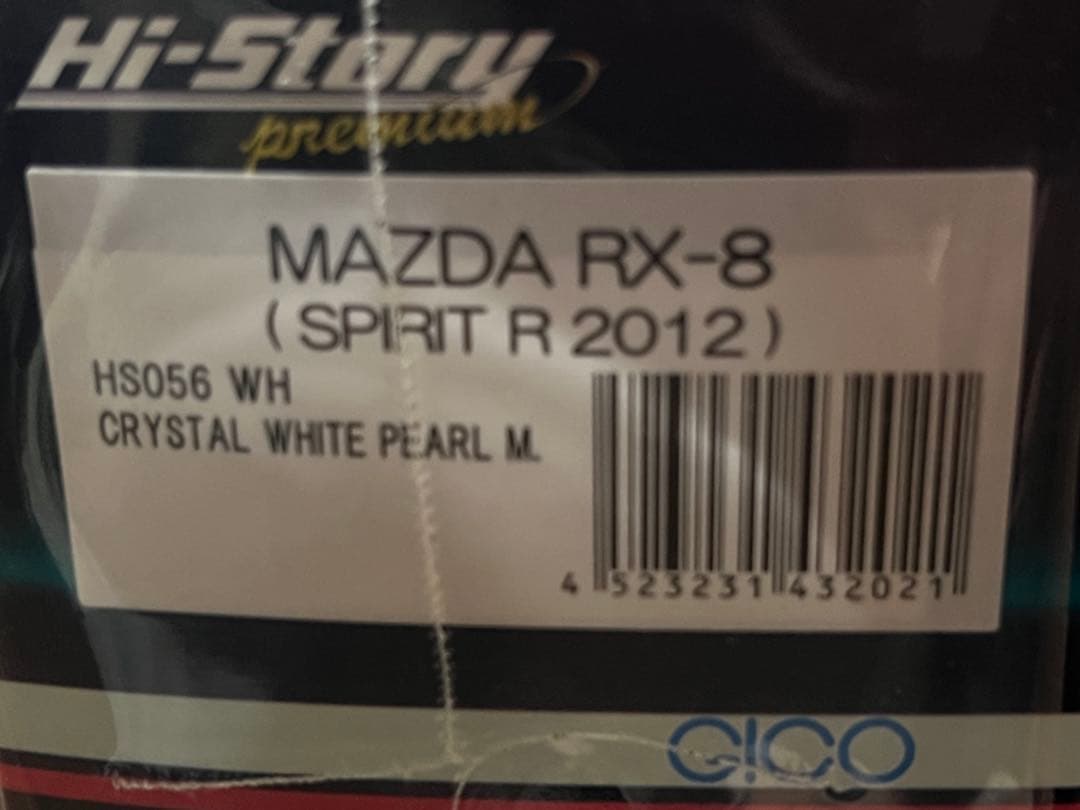 Hi-Story
premium
MAZDA RX-8
(SPIRIT R 2012)
HS056 WH
CRYSTAL WHITE PEARL M.
4 523231 432021